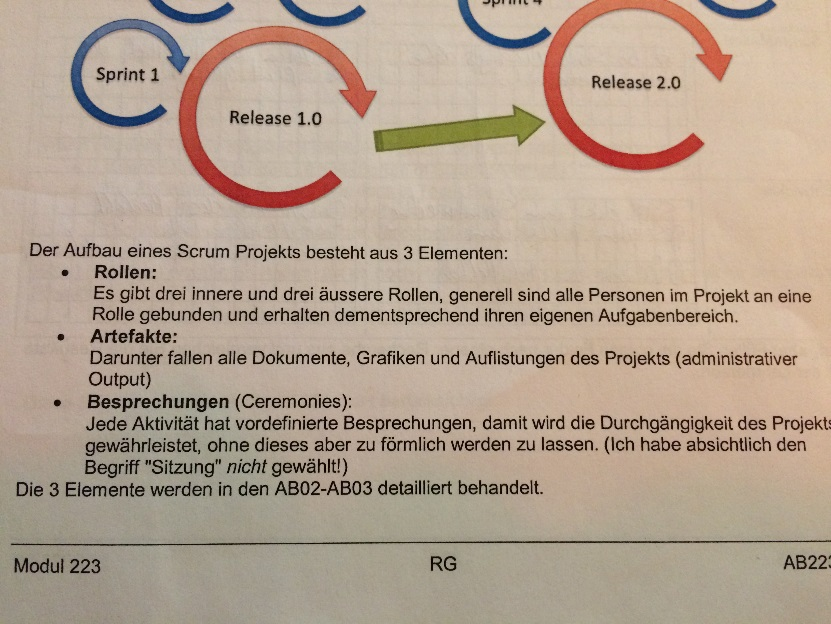 Sprint 4
Sprint 1
Release 1.0
Release 2.0
Der Aufbau eines Scrum Projekts besteht aus 3 Elementen:
• Rollen:
Es gibt drei innere und drei äussere Rollen, generell sind alle Personen im Projekt an eine
Rolle gebunden und erhalten dementsprechend ihren eigenen Aufgabenbereich.
• Artefakte:
Darunter fallen alle Dokumente, Grafiken und Auflistungen des Projekts (administrativer
Output)
• Besprechungen (Ceremonies):
Jede Aktivität hat vordefinierte Besprechungen, damit wird die Durchgängigkeit des Projekts
gewährleistet, ohne dieses aber zu förmlich werden zu lassen. (Ich habe absichtlich den
Begriff "Sitzung" nicht gewählt!)
Die 3 Elemente werden in den AB02-AB03 detailliert behandelt.
Modul 223 RG AB223